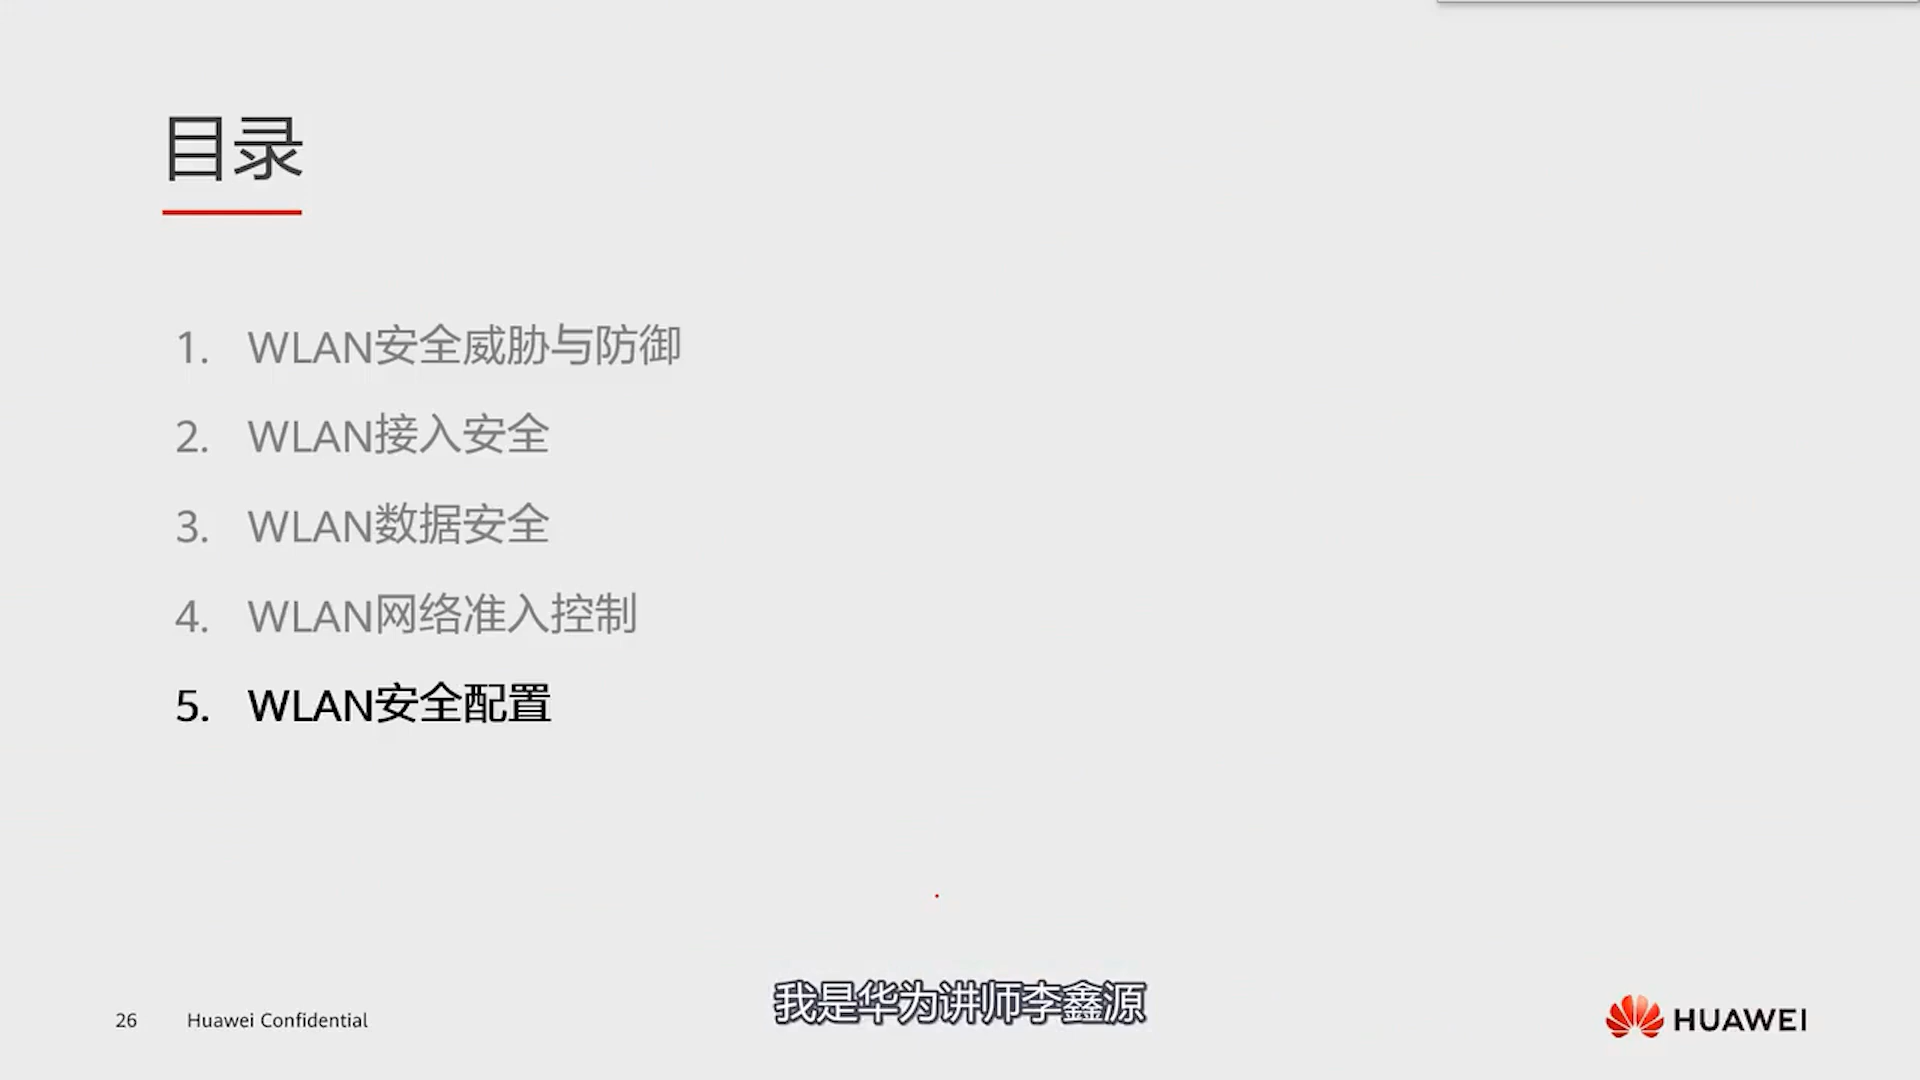 目录
1. WLAN安全威胁与防御
2. WLAN接入安全
3. WLAN数据安全
4. WLAN网络准入控制
5. WLAN安全配置
我是华为讲师李鑫源
26 Huawei Confidential
HUAWEI